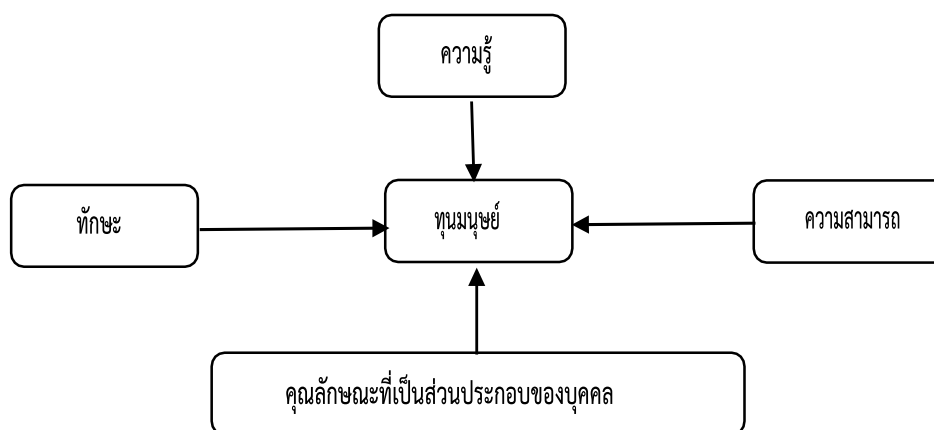 ความรู้
ทักษะ
ทุนมนุษย์
ความสามารถ
คุณลักษณะที่เป็นส่วนประกอบของบุคคล